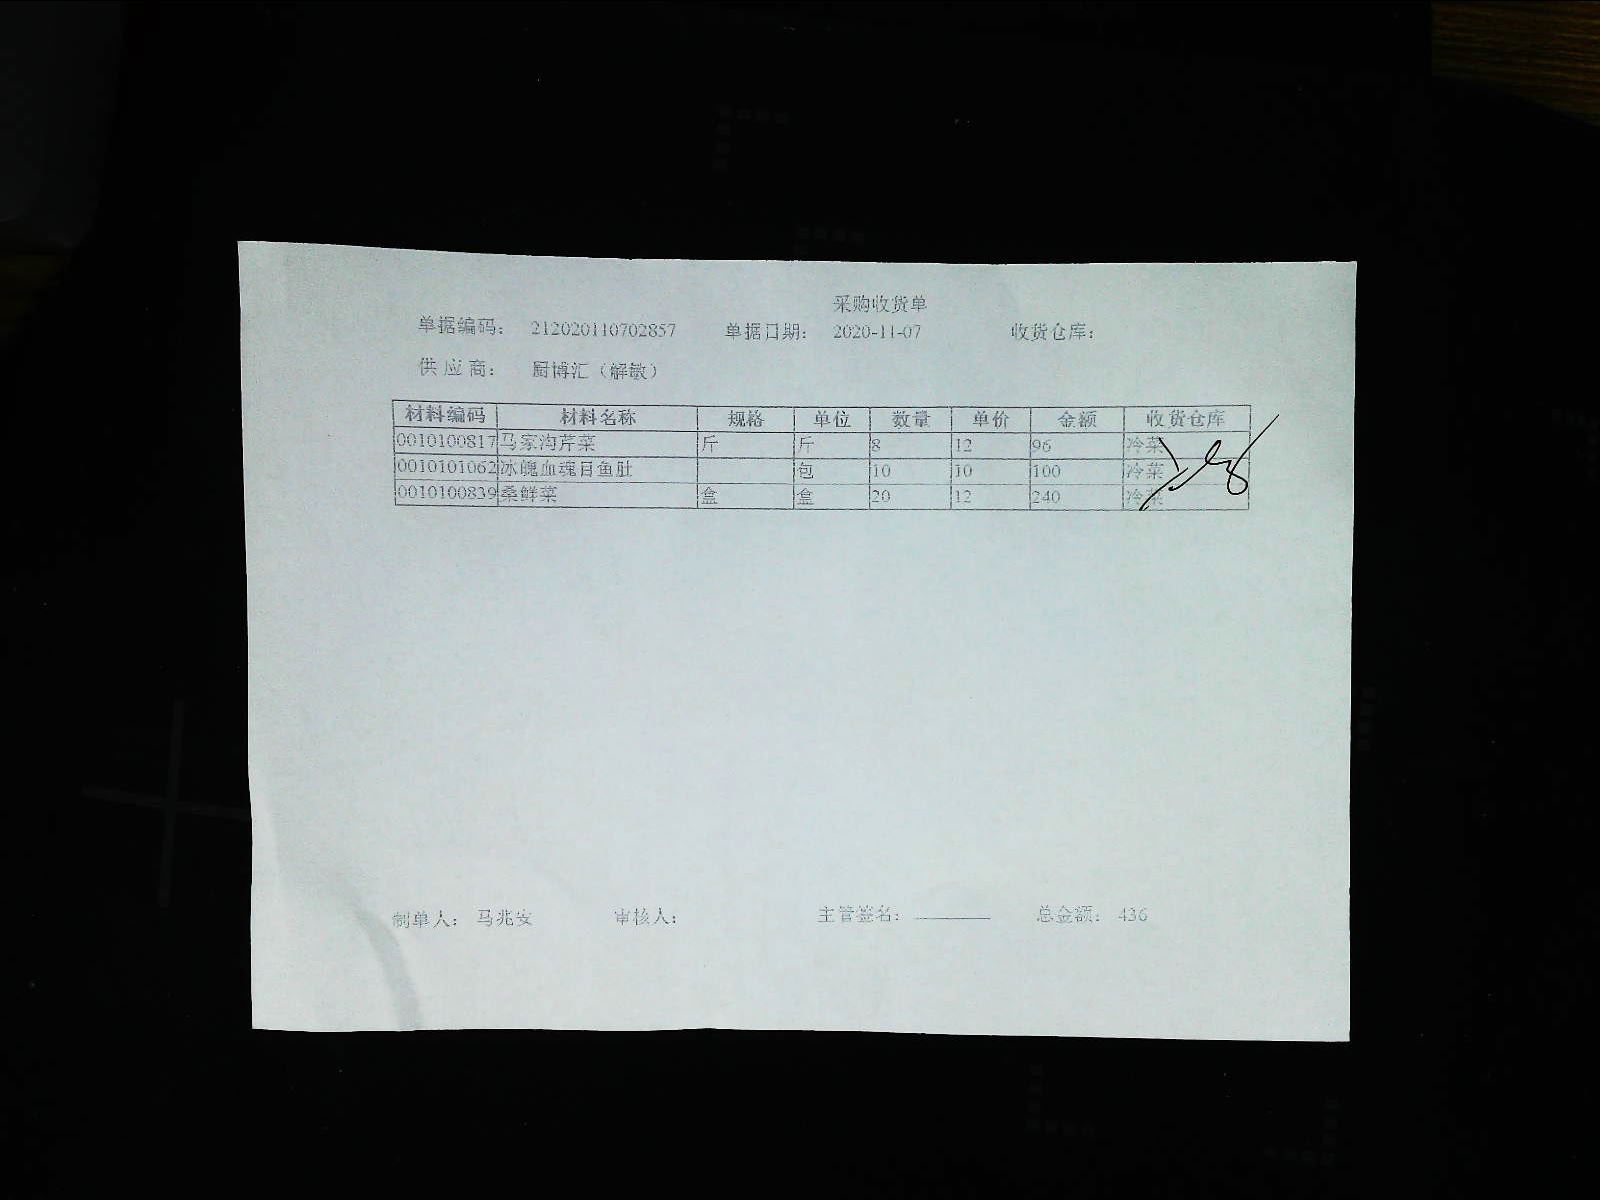 采购收货单
单据编码： 212020110702857 单据日期： 2020-11-07 收货仓库：
供 应 商： 厨博汇（解敏）
材料编码 材料名称 规格 单位 数量 单价 金额 收货仓库
0010100817 马家沟芹菜 斤 斤 8 12 96 冷菜
0010101062 冰魄血魂目鱼肚 包 10 10 100 冷菜
0010100839 桑鲜菜 盒 盒 20 12 240 冷菜
制单人： 马兆安 审核人： 主管签名： 总金额： 436